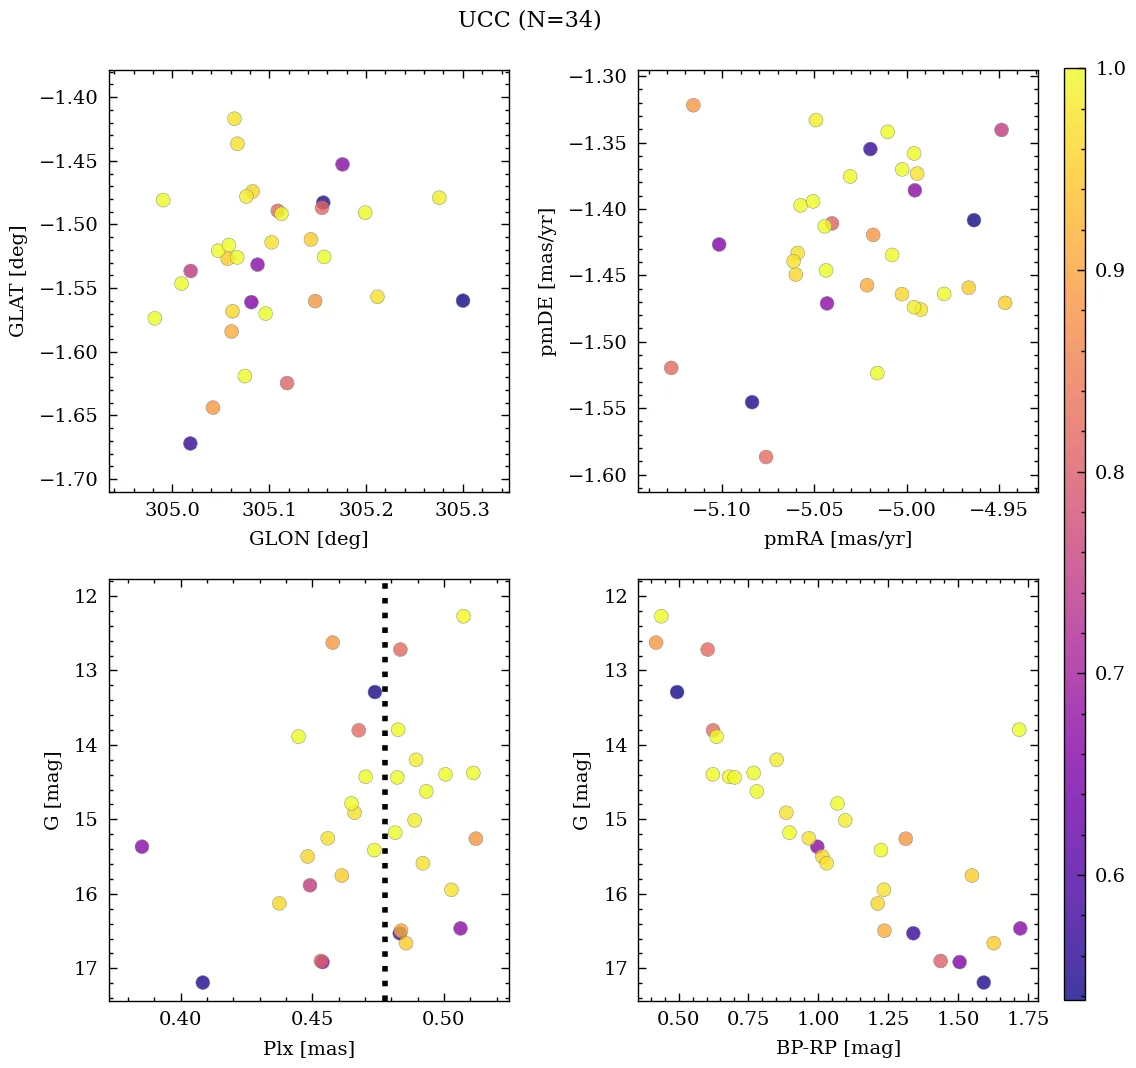 UCC (N=34)
−1.40
−1.45
−1.50
−1.55
−1.60
−1.65
−1.70
GLAT [deg]
305.0 305.1 305.2 305.3
GLON [deg]
−1.30
−1.35
−1.40
−1.45
−1.50
−1.55
−1.60
pmDE [mas/yr]
−5.10 −5.05 −5.00 −4.95
pmRA [mas/yr]
1.0
0.9
0.8
0.7
0.6
12
13
14
15
16
17
G [mag]
0.40 0.45 0.50
Plx [mas]
12
13
14
15
16
17
G [mag]
0.50 0.75 1.00 1.25 1.50 1.75
BP-RP [mag]